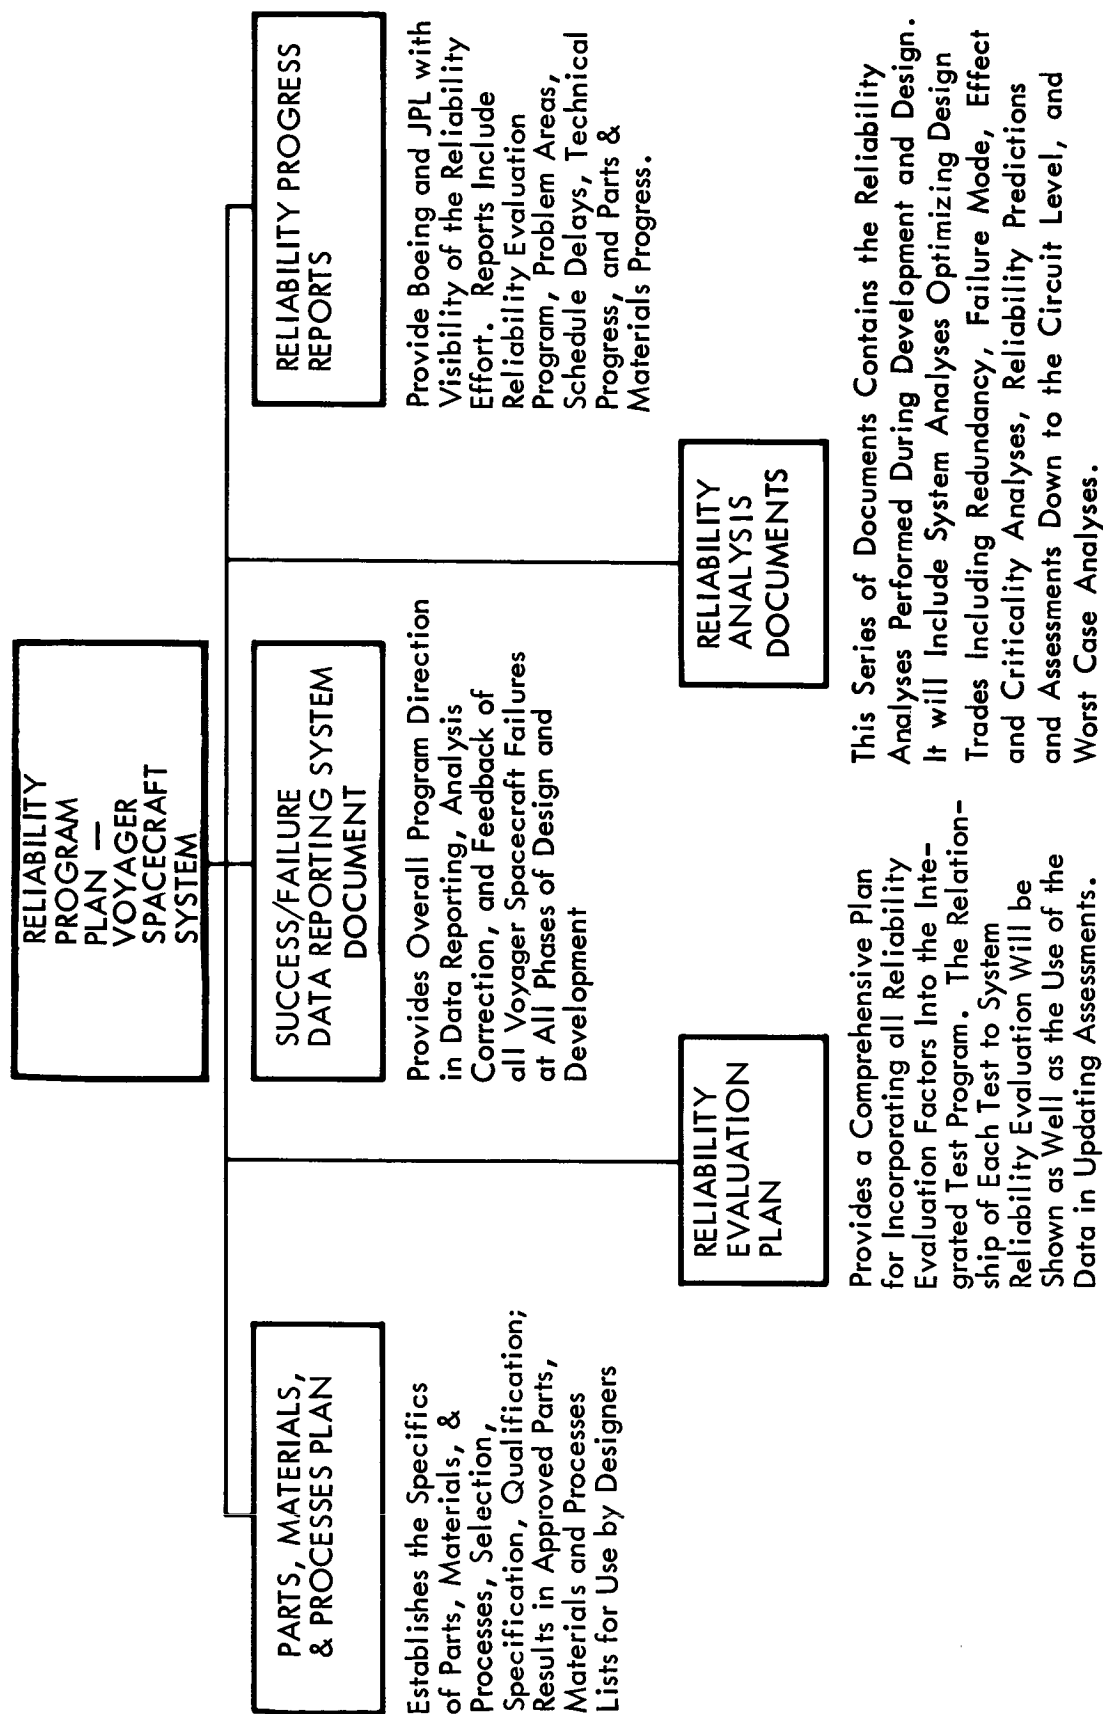 RELIABILITY
PROGRAM
PLAN —
VOYAGER
SPACECRAFT
SYSTEM
PARTS, MATERIALS,
& PROCESSES PLAN
Establishes the Specifics
of Parts, Materials, &
Processes, Selection,
Specification, Qualification;
Results in Approved Parts,
Materials and Processes
Lists for Use by Designers
SUCCESS/FAILURE
DATA REPORTING SYSTEM
DOCUMENT
Provides Overall Program Direction
in Data Reporting, Analysis
Correction, and Feedback of
all Voyager Spacecraft Failures
at All Phases of Design and
Development
RELIABILITY PROGRESS
REPORTS
Provide Boeing and JPL with
Visibility of the Reliability
Effort. Reports Include
Reliability Evaluation
Program, Problem Areas,
Schedule Delays, Technical
Progress, and Parts &
Materials Progress.
RELIABILITY
EVALUATION
PLAN
Provides a Comprehensive Plan
for Incorporating all Reliability
Evaluation Factors Into the Inte-
grated Test Program. The Relation-
ship of Each Test to System
Reliability Evaluation Will be
Shown as Well as the Use of the
Data in Updating Assessments.
RELIABILITY
ANALYSIS
DOCUMENTS
This Series of Documents Contains the Reliability
Analyses Performed During Development and Design.
It will Include System Analyses Optimizing Design
Trades Including Redundancy, Failure Mode, Effect
and Criticality Analyses, Reliability Predictions
and Assessments Down to the Circuit Level, and
Worst Case Analyses.